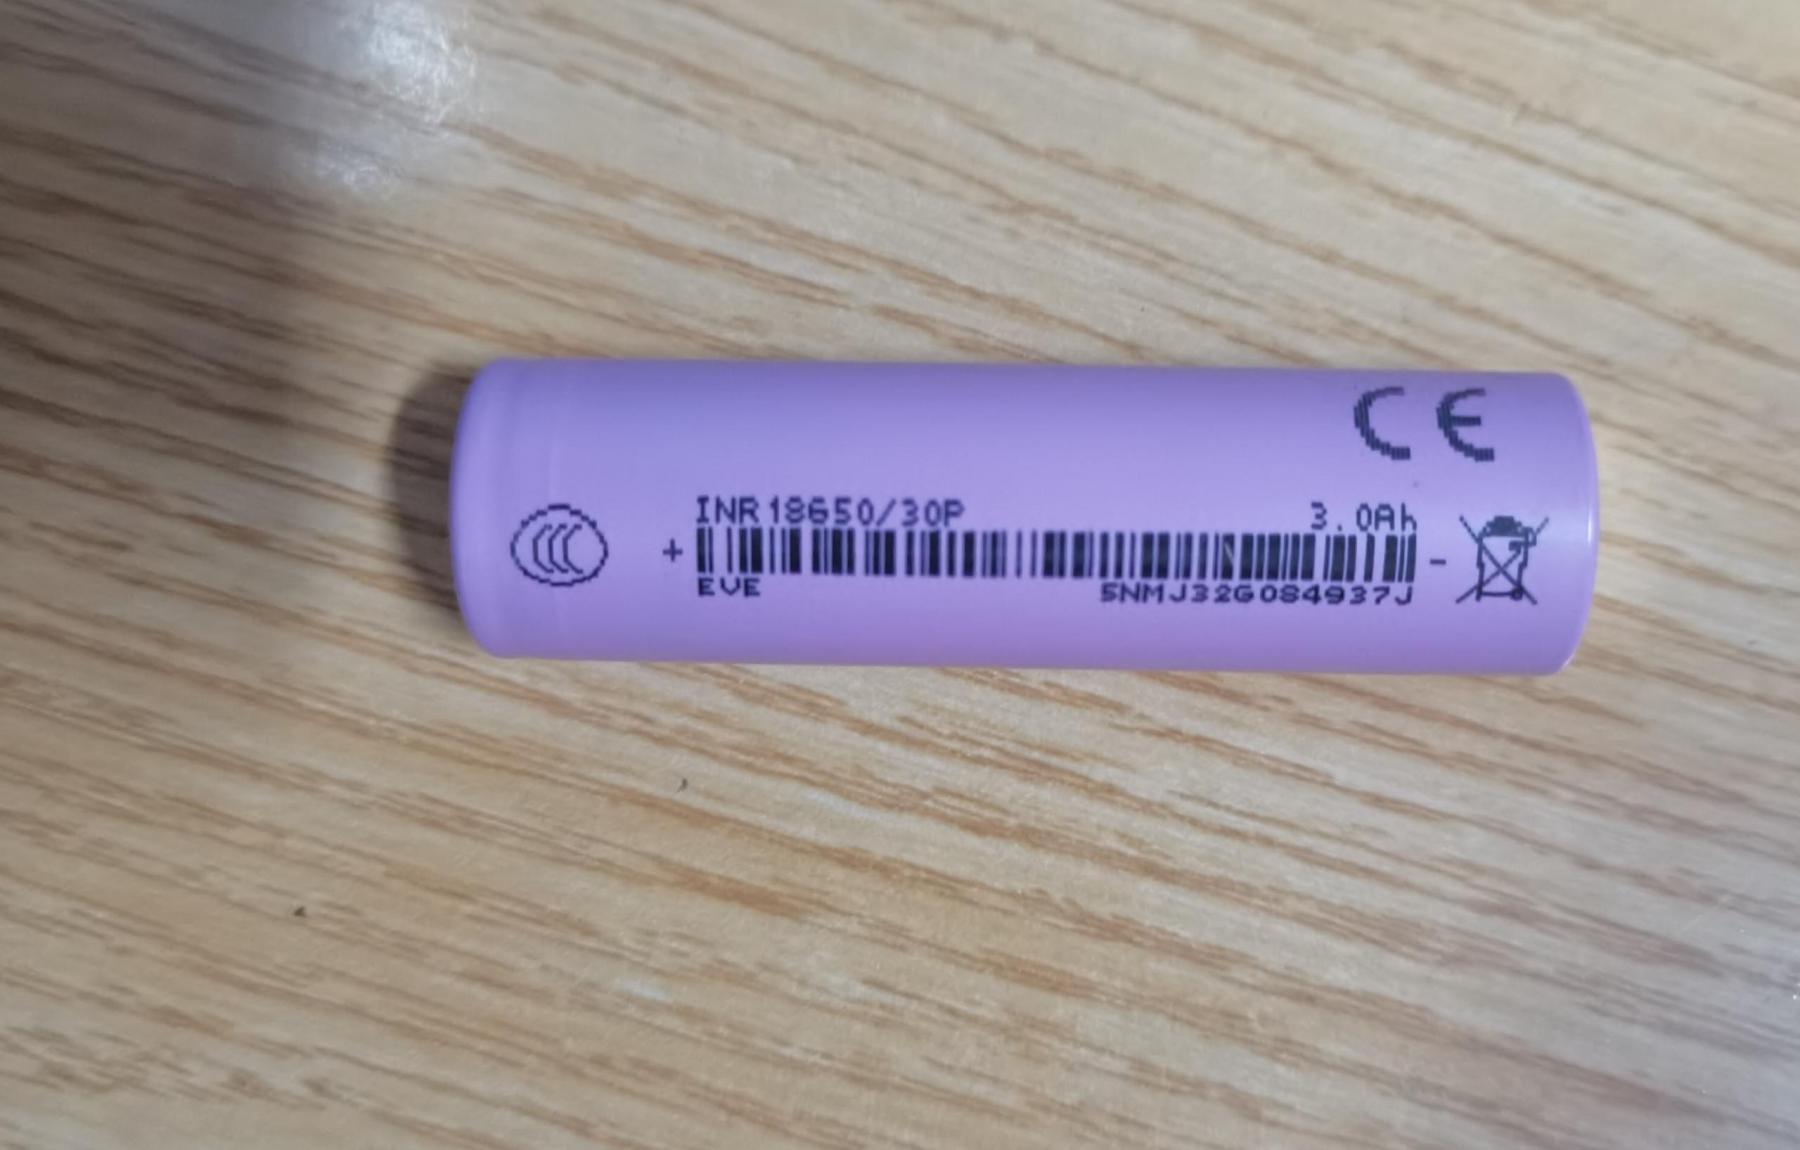 CE
INR18650/30P 3.0Ah
+ -
EVE 5NMJ32G084937J